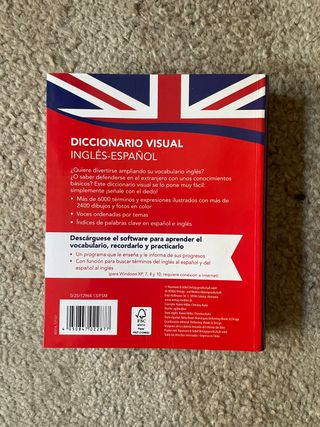 DICCIONARIO VISUAL
INGLÉS-ESPAÑOL
¿Quiere divertirse ampliando su vocabulario inglés?
¿O saber defenderse en el extranjero con unos conocimientos
básicos? Este diccionario visual se lo pone muy fácil:
simplemente ¡señale con el dedo!
• Más de 6000 términos y expresiones ilustrados con más de
2400 dibujos y fotos en color
• Voces ordenadas por temas
• Índices de palabras clave en español e inglés
Descárguese el software para aprender el
vocabulario, recordarlo y practicarlo
• Un programa que le enseña y le informa de sus progresos
• Con función para buscar términos del inglés al español y del
español al inglés
(para Windows XP, 7, 8 y 10; requiere conexión a Internet)
FSC